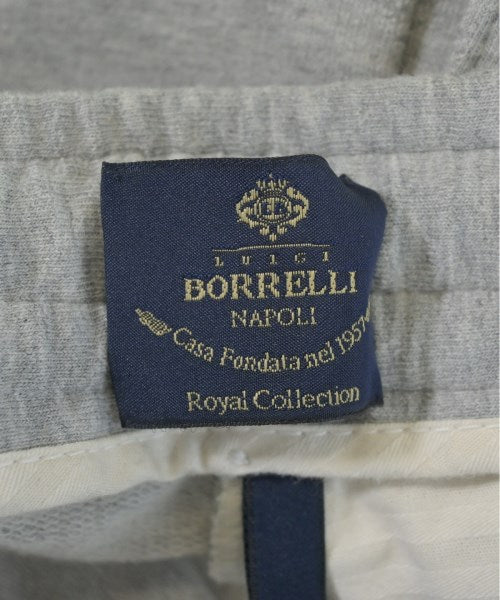 LUIGI
BORRELLI
NAPOLI
Casa Fondata nel 1957
Royal Collection